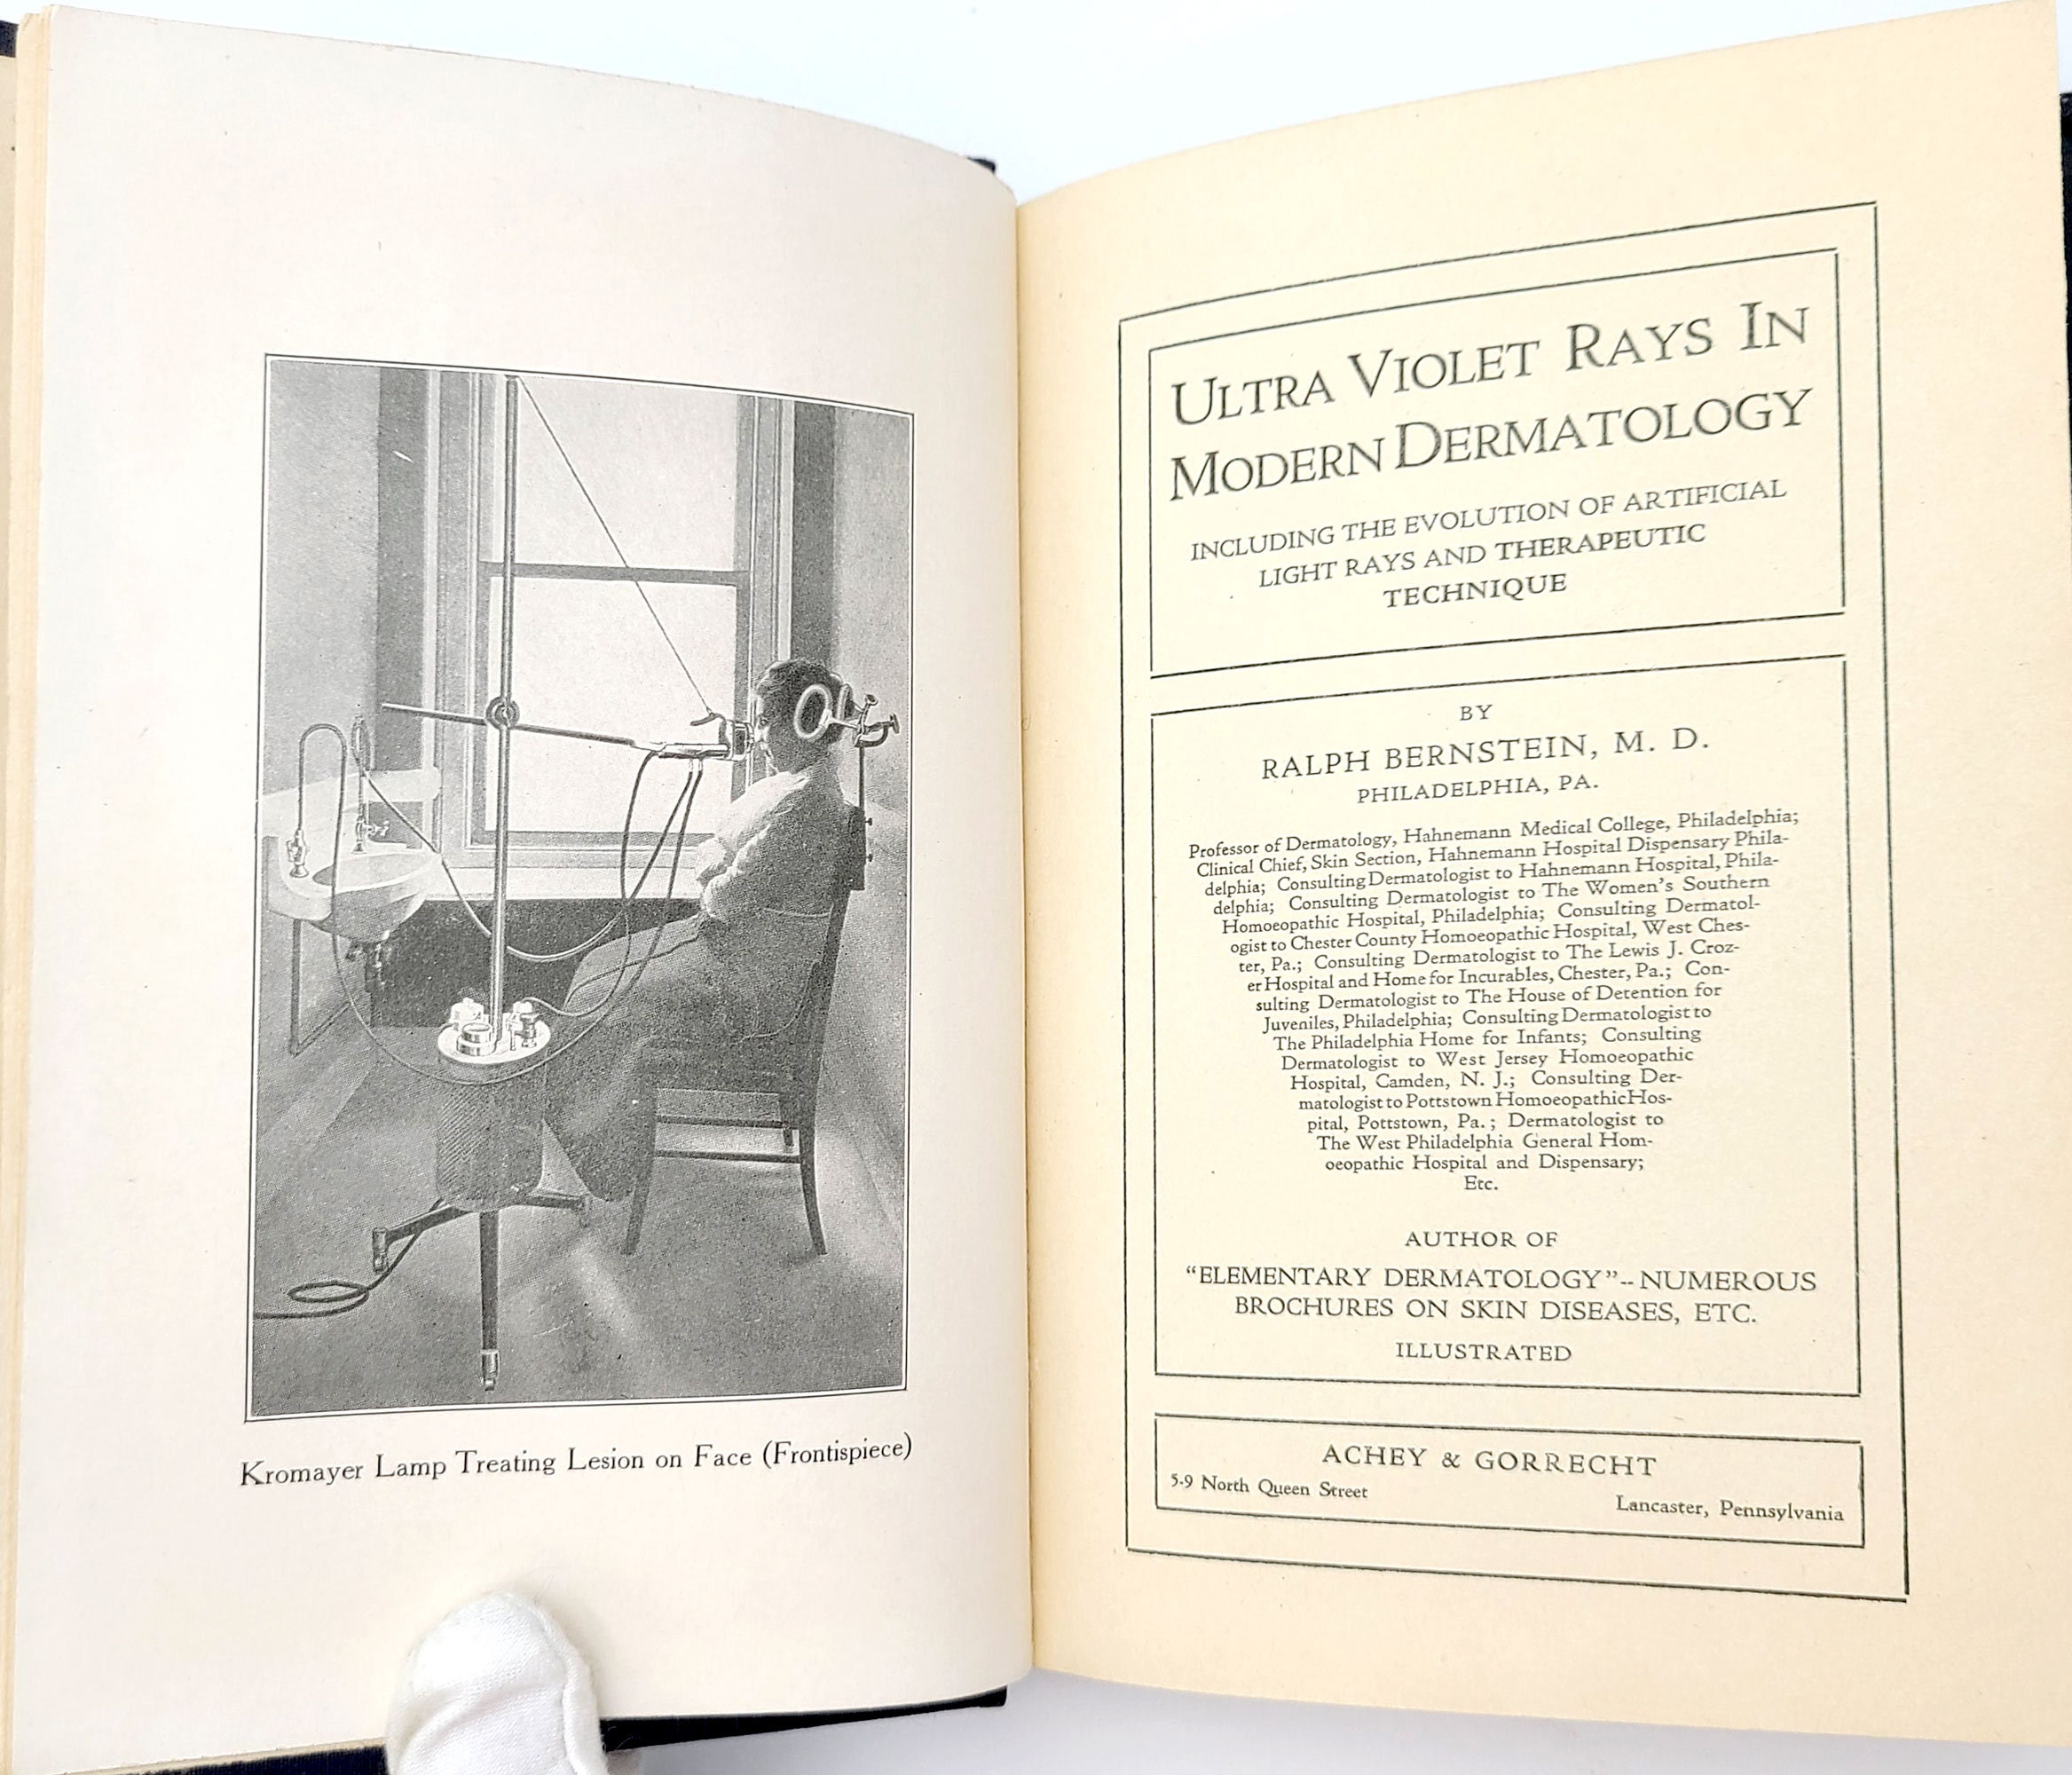 Kromayer Lamp Treating Lesion on Face (Frontispiece)
ULTRA VIOLET RAYS IN
MODERN DERMATOLOGY
INCLUDING THE EVOLUTION OF ARTIFICIAL
LIGHT RAYS AND THERAPEUTIC
TECHNIQUE
BY
RALPH BERNSTEIN, M. D.
PHILADELPHIA, PA.
Professor of Dermatology, Hahnemann Medical College, Philadelphia;
Clinical Chief, Skin Section, Hahnemann Hospital Dispensary Phila-
delphia; Consulting Dermatologist to Hahnemann Hospital, Phila-
delphia; Consulting Dermatologist to The Women's Southern
Homoeopathic Hospital, Philadelphia; Consulting Dermatol-
ogist to Chester County Homoeopathic Hospital, West Ches-
ter, Pa.; Consulting Dermatologist to The Lewis J. Croz-
er Hospital and Home for Incurables, Chester, Pa.; Con-
sulting Dermatologist to The House of Detention for
Juveniles, Philadelphia; Consulting Dermatologist to
The Philadelphia Home for Infants; Consulting
Dermatologist to West Jersey Homoeopathic
Hospital, Camden, N. J.; Consulting Der-
matologist to Pottstown Homoeopathic Hos-
pital, Pottstown, Pa.; Dermatologist to
The West Philadelphia General Hom-
oeopathic Hospital and Dispensary;
Etc.
AUTHOR OF
"ELEMENTARY DERMATOLOGY"-- NUMEROUS
BROCHURES ON SKIN DISEASES, ETC.
ILLUSTRATED
ACHEY & GORRECHT
5-9 North Queen Street
Lancaster, Pennsylvania